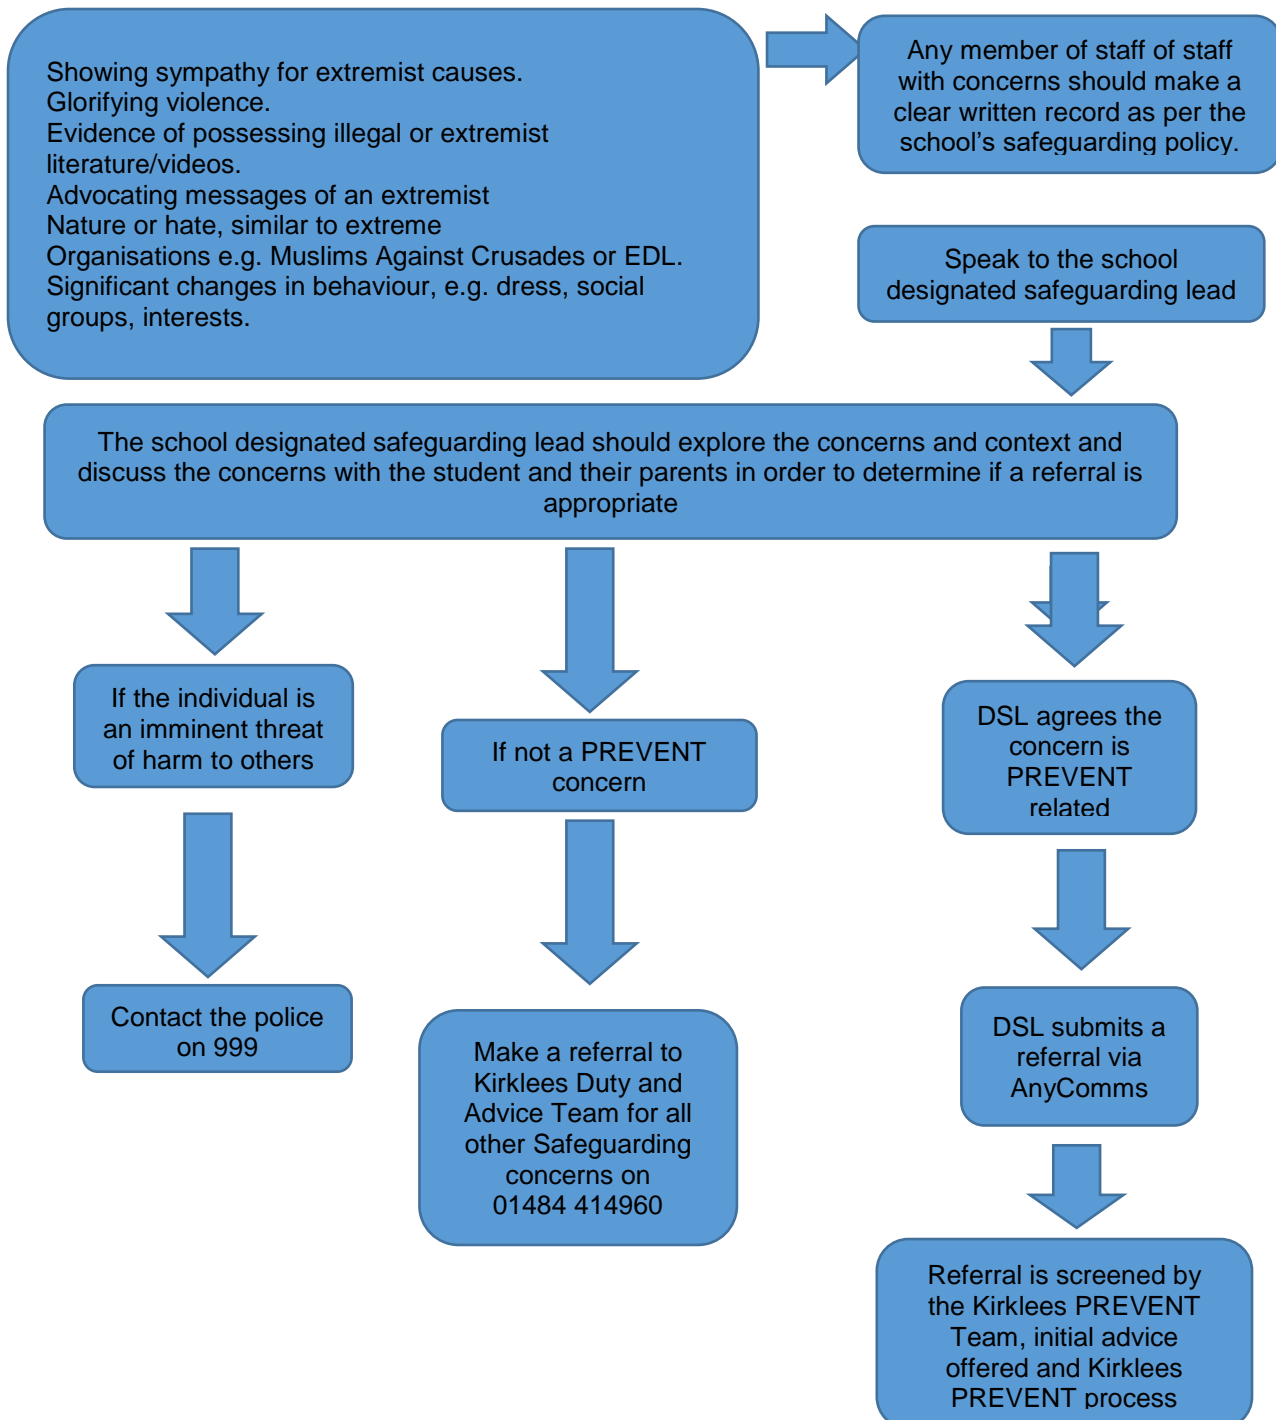 Showing sympathy for extremist causes.
Glorifying violence.
Evidence of possessing illegal or extremist
literature/videos.
Advocating messages of an extremist
Nature or hate, similar to extreme
Organisations e.g. Muslims Against Crusades or EDL.
Significant changes in behaviour, e.g. dress, social
groups, interests.
Any member of staff of staff
with concerns should make a
clear written record as per the
school’s safeguarding policy.
Speak to the school
designated safeguarding lead
The school designated safeguarding lead should explore the concerns and context and
discuss the concerns with the student and their parents in order to determine if a referral is
appropriate
If the individual is
an imminent threat
of harm to others
If not a PREVENT
concern
DSL agrees the
concern is
PREVENT
related
Contact the police
on 999
Make a referral to
Kirklees Duty and
Advice Team for all
other Safeguarding
concerns on
01484 414960
DSL submits a
referral via
AnyComms
Referral is screened by
the Kirklees PREVENT
Team, initial advice
offered and Kirklees
PREVENT process